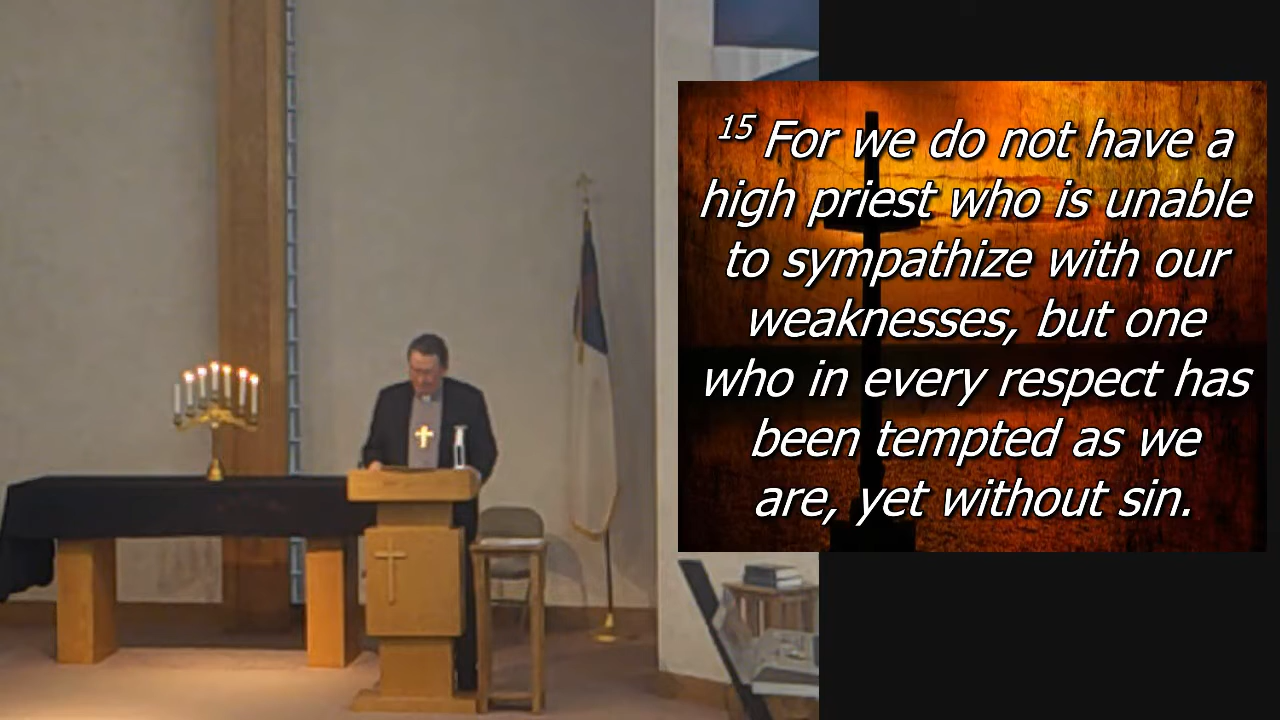 15 For we do not have a
high priest who is unable
to sympathize with our
weaknesses, but one
who in every respect has
been tempted as we
are, yet without sin.